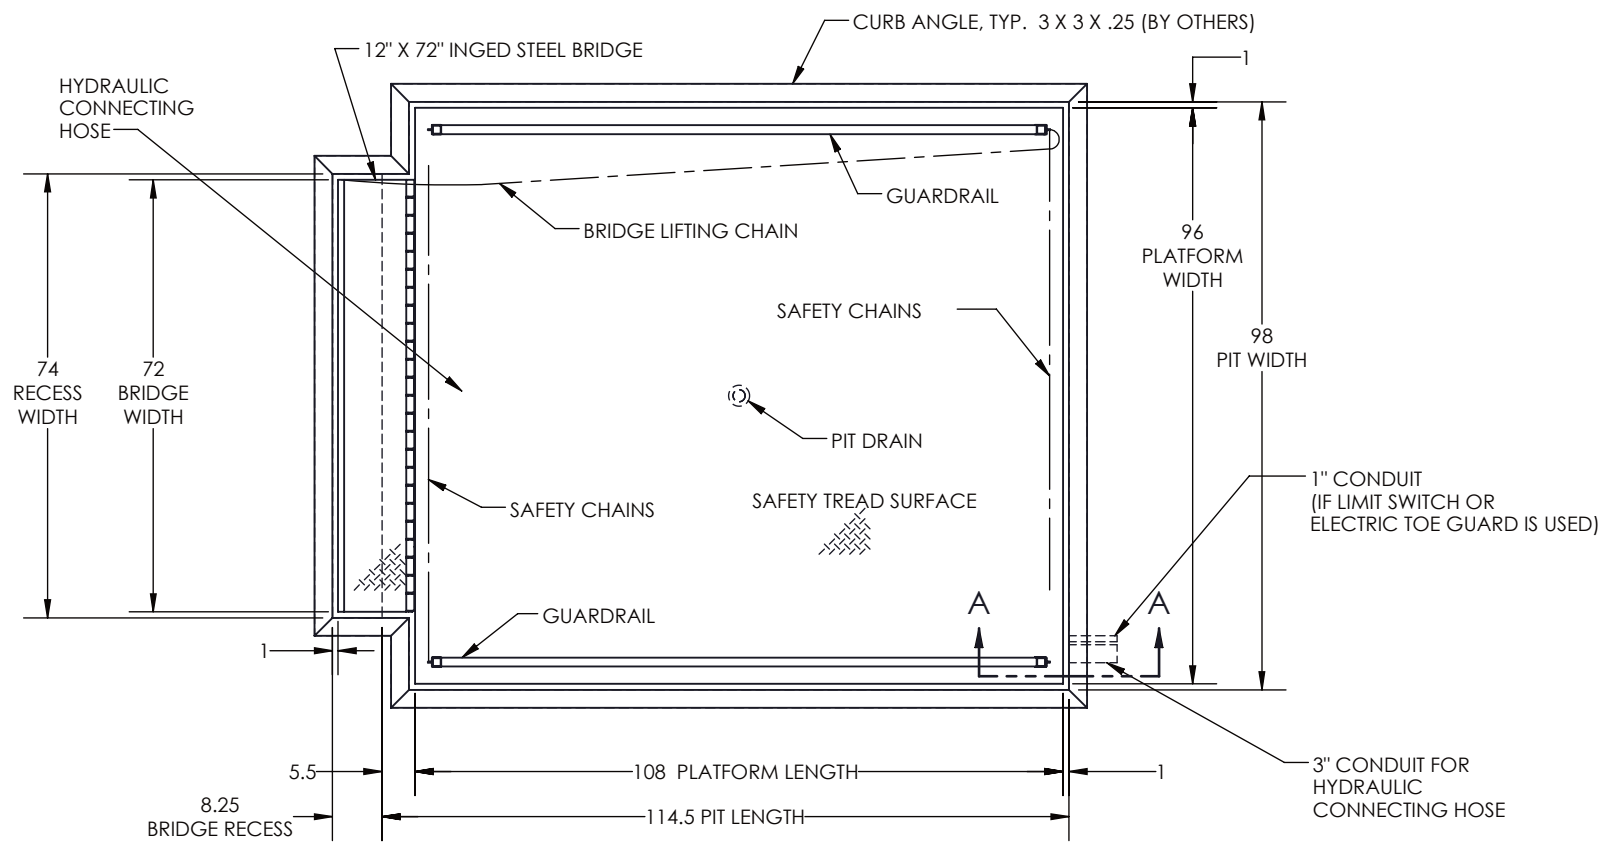 CURB ANGLE, TYP. 3 X 3 X .25 (BY OTHERS)
12" X 72" INGED STEEL BRIDGE
1
HYDRAULIC
CONNECTING
HOSE
GUARDRAIL
BRIDGE LIFTING CHAIN
96
PLATFORM
WIDTH
SAFETY CHAINS
98
PIT WIDTH
74
RECESS
WIDTH
72
BRIDGE
WIDTH
PIT DRAIN
1" CONDUIT
(IF LIMIT SWITCH OR
ELECTRIC TOE GUARD IS USED)
SAFETY TREAD SURFACE
SAFETY CHAINS
A
A
GUARDRAIL
1
5.5
108 PLATFORM LENGTH
1
3" CONDUIT FOR
HYDRAULIC
CONNECTING HOSE
8.25
BRIDGE RECESS
114.5 PIT LENGTH